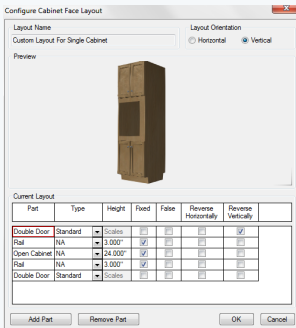 Configure Cabinet Face Layout
Layout Name
Layout Orientation
Custom Layout For Single Cabinet
Horizontal Vertical
Preview
Current Layout
Part Type Height Fixed False Reverse Horizontally Reverse Vertically
Double Door Standard Scales
Rail NA 3.000"
Open Cabinet NA 24.000"
Rail NA 3.000"
Double Door Standard Scales
Add Part Remove Part OK Cancel